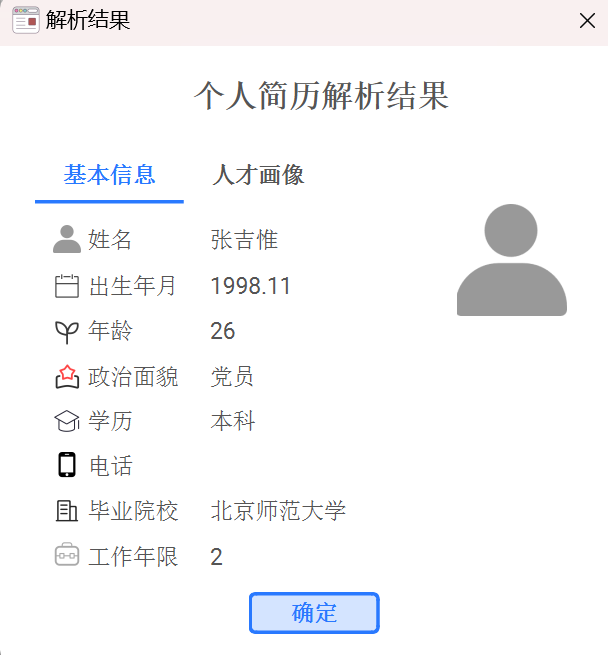 解析结果
个人简历解析结果
基本信息 人才画像
姓名 张吉惟
出生年月 1998.11
年龄 26
政治面貌 党员
学历 本科
电话
毕业院校 北京师范大学
工作年限 2
确定